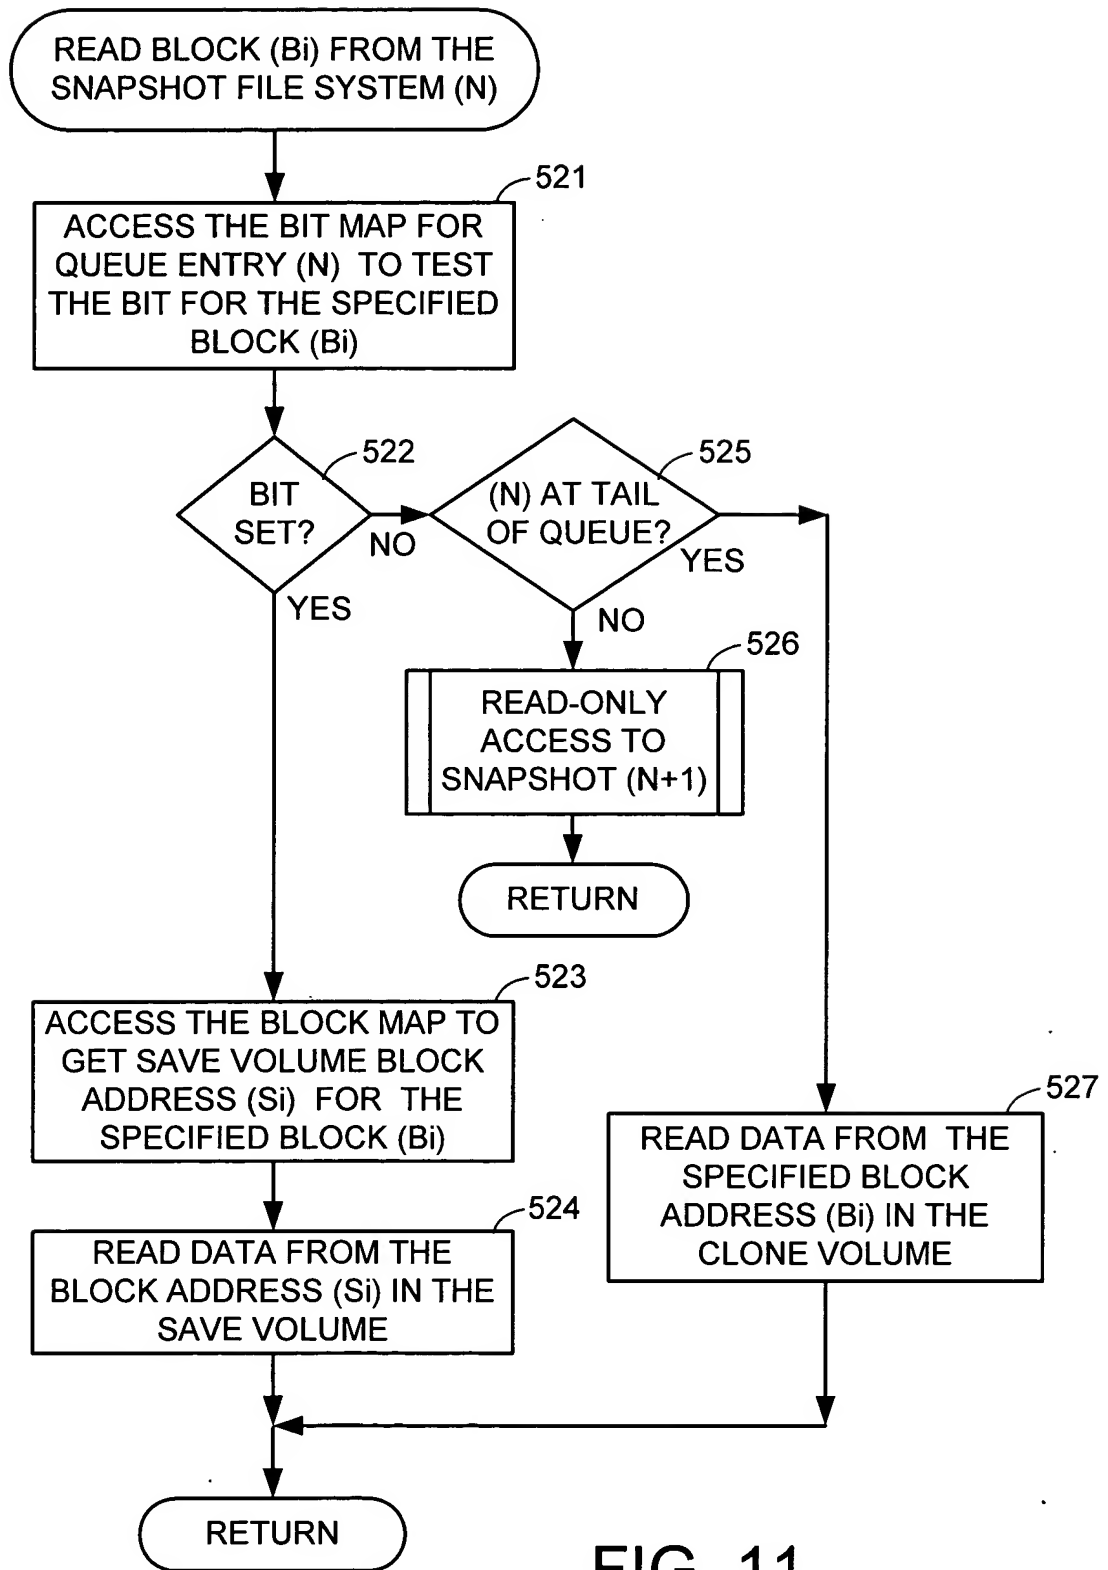 READ BLOCK (Bi) FROM THE
SNAPSHOT FILE SYSTEM (N)
521
ACCESS THE BIT MAP FOR
QUEUE ENTRY (N) TO TEST
THE BIT FOR THE SPECIFIED
BLOCK (Bi)
522
BIT
SET?
NO
YES
525
(N) AT TAIL
OF QUEUE?
YES
NO
526
READ-ONLY
ACCESS TO
SNAPSHOT (N+1)
RETURN
523
ACCESS THE BLOCK MAP TO
GET SAVE VOLUME BLOCK
ADDRESS (Si) FOR THE
SPECIFIED BLOCK (Bi)
524
READ DATA FROM THE
BLOCK ADDRESS (Si) IN THE
SAVE VOLUME
527
READ DATA FROM THE
SPECIFIED BLOCK
ADDRESS (Bi) IN THE
CLONE VOLUME
RETURN
FIG. 11